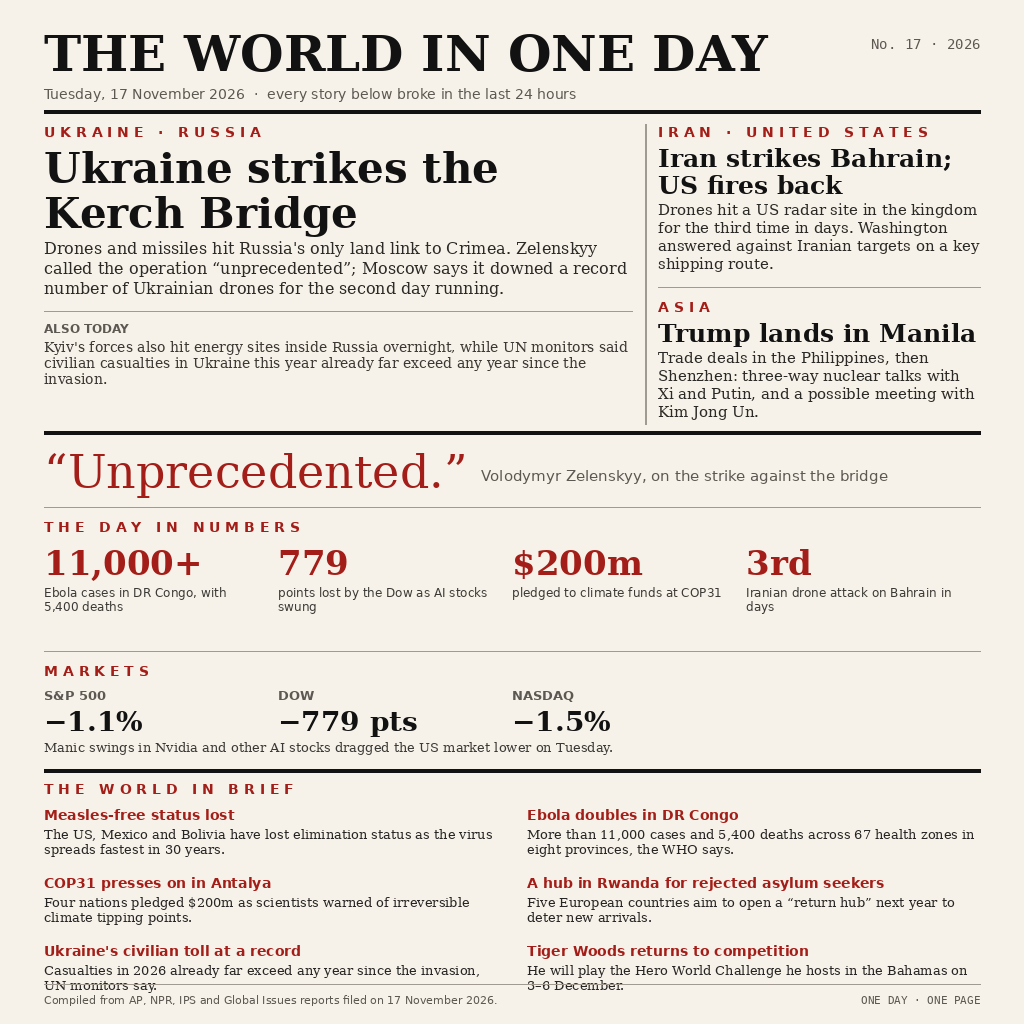 THE WORLD IN ONE DAY
No. 17 · 2026
Tuesday, 17 November 2026 · every story below broke in the last 24 hours
UKRAINE · RUSSIA
Ukraine strikes the
Kerch Bridge
Drones and missiles hit Russia's only land link to Crimea. Zelenskyy
called the operation “unprecedented”; Moscow says it downed a record
number of Ukrainian drones for the second day running.
ALSO TODAY
Kyiv's forces also hit energy sites inside Russia overnight, while UN monitors said
civilian casualties in Ukraine this year already far exceed any year since the
invasion.
IRAN · UNITED STATES
Iran strikes Bahrain;
US fires back
Drones hit a US radar site in the kingdom
for the third time in days. Washington
answered against Iranian targets on a key
shipping route.
ASIA
Trump lands in Manila
Trade deals in the Philippines, then
Shenzhen: three-way nuclear talks with
Xi and Putin, and a possible meeting with
Kim Jong Un.
“Unprecedented.”
Volodymyr Zelenskyy, on the strike against the bridge
THE DAY IN NUMBERS
11,000+
Ebola cases in DR Congo, with
5,400 deaths
779
points lost by the Dow as AI stocks
swung
$200m
pledged to climate funds at COP31
3rd
Iranian drone attack on Bahrain in
days
MARKETS
S&P 500
−1.1%
DOW
−779 pts
NASDAQ
−1.5%
Manic swings in Nvidia and other AI stocks dragged the US market lower on Tuesday.
THE WORLD IN BRIEF
Measles-free status lost
The US, Mexico and Bolivia have lost elimination status as the virus
spreads fastest in 30 years.
Ebola doubles in DR Congo
More than 11,000 cases and 5,400 deaths across 67 health zones in
eight provinces, the WHO says.
COP31 presses on in Antalya
Four nations pledged $200m as scientists warned of irreversible
climate tipping points.
A hub in Rwanda for rejected asylum seekers
Five European countries aim to open a “return hub” next year to
deter new arrivals.
Ukraine's civilian toll at a record
Casualties in 2026 already far exceed any year since the invasion,
UN monitors say.
Tiger Woods returns to competition
He will play the Hero World Challenge he hosts in the Bahamas on
3–6 December.
Compiled from AP, NPR, IPS and Global Issues reports filed on 17 November 2026.
ONE DAY · ONE PAGE